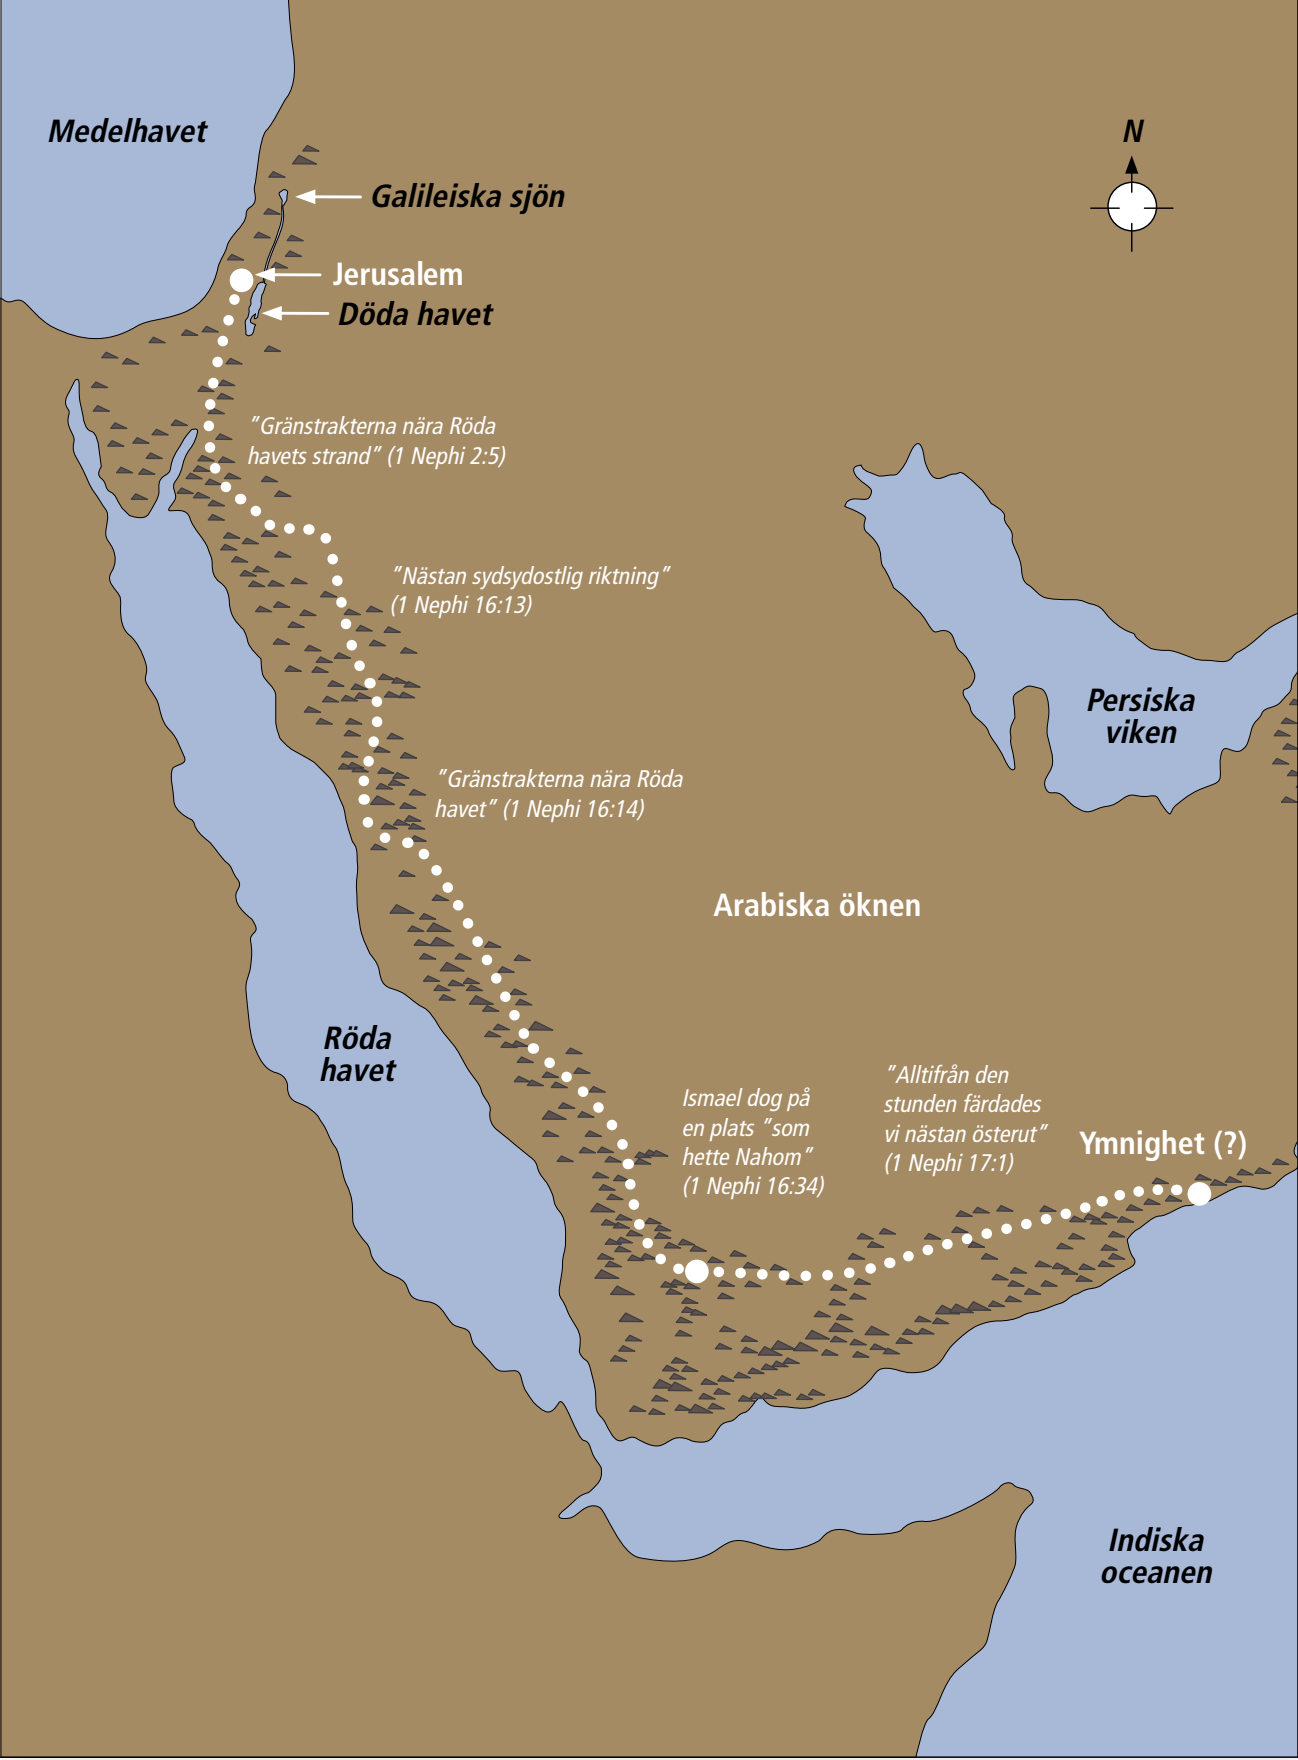 Medelhavet
N
Galileiska sjön
Jerusalem
Döda havet
”Gränstrakterna nära Röda
havets strand” (1 Nephi 2:5)
”Nästan sydsydostlig riktning”
(1 Nephi 16:13)
Persiska
viken
”Gränstrakterna nära Röda
havet” (1 Nephi 16:14)
Arabiska öknen
Röda
havet
Ismael dog på
en plats ”som
hette Nahom”
(1 Nephi 16:34)
”Alltifrån den
stunden färdades
vi nästan österut”
(1 Nephi 17:1)
Ymnighet (?)
Indiska
oceanen